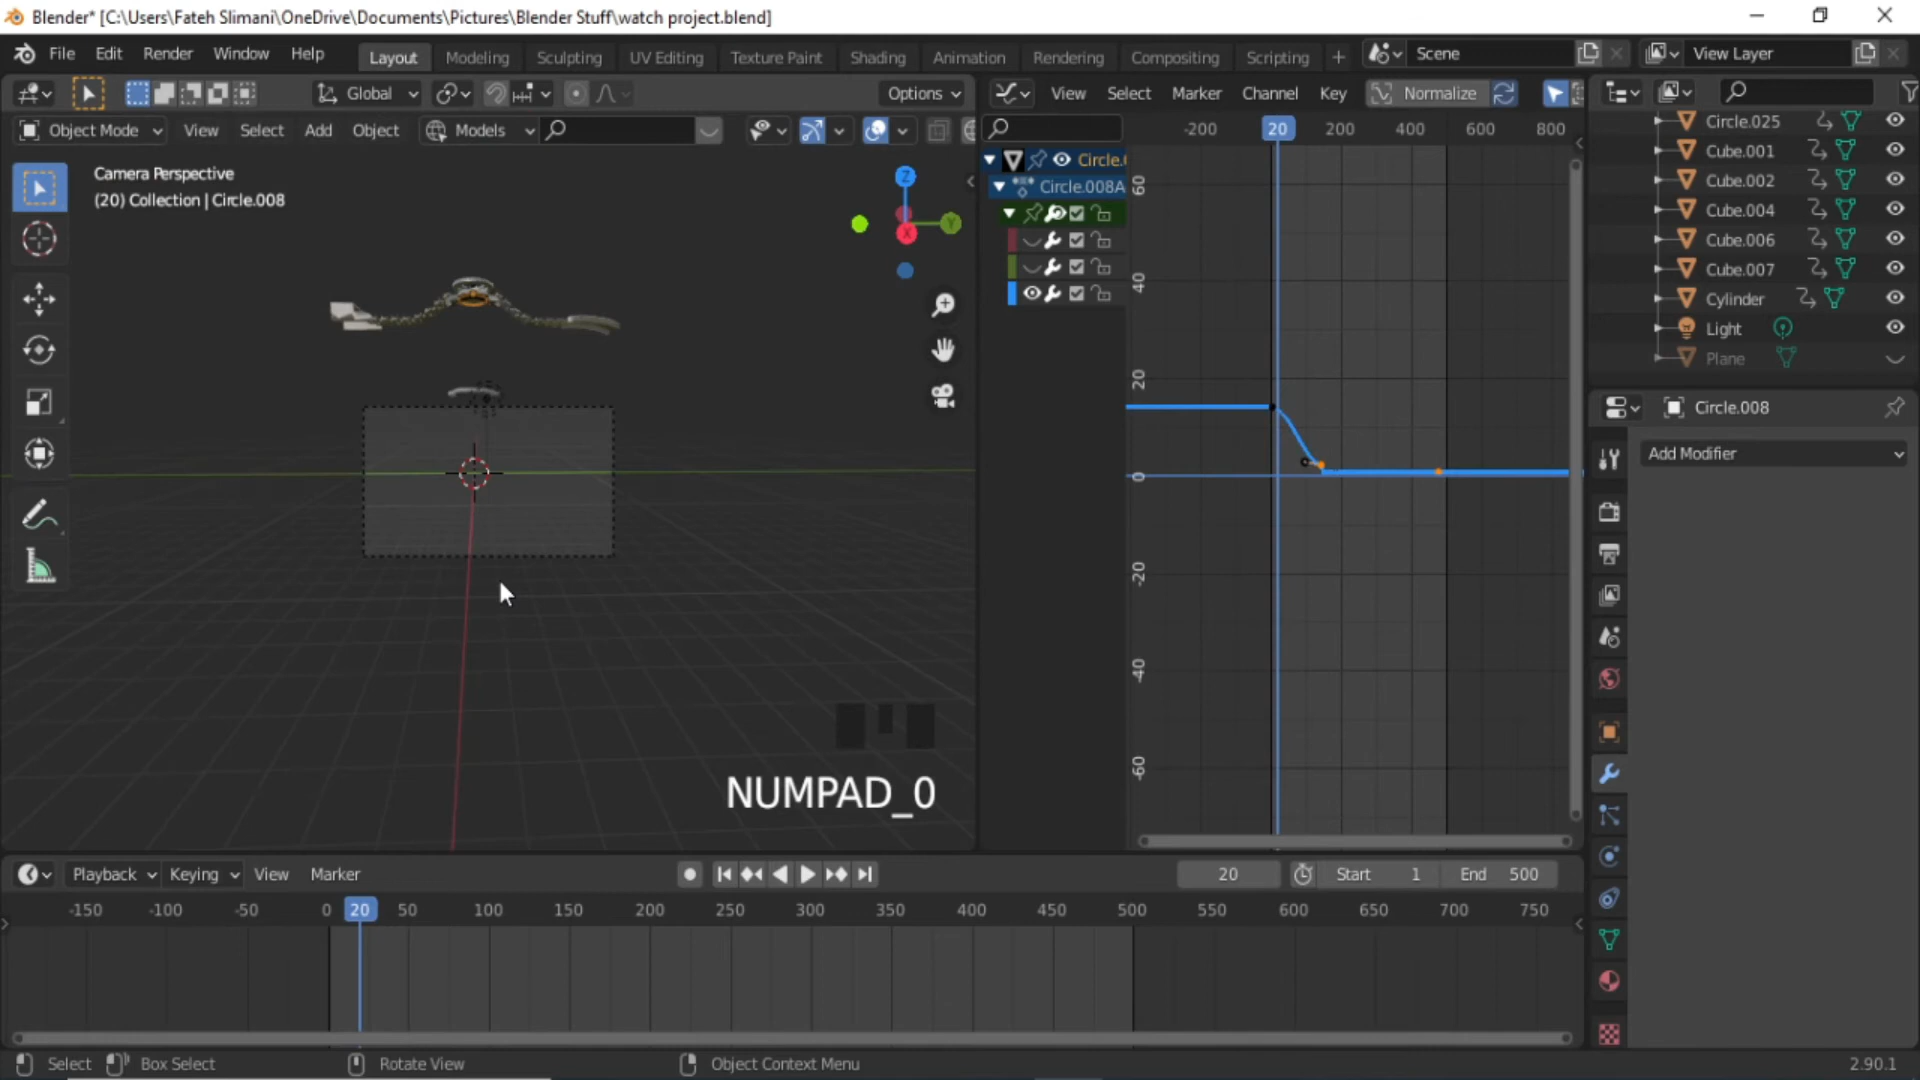 Blender* [C:\Users\Fateh Slimani\OneDrive\Documents\Pictures\Blender Stuff\watch project.blend]
File Edit Render Window Help Layout Modeling Sculpting UV Editing Texture Paint Shading Animation Rendering Compositing Scripting + Scene View Layer
Global Options View Select Marker Channel Key Normalize
Object Mode View Select Add Object Models
-200 20 200 400 600 800
Camera Perspective
(20) Collection | Circle.008
Z
Y
X
Circle.
Circle.008A
60
40
20
0
-20
-40
-60
Circle.025
Cube.001
Cube.002
Cube.004
Cube.006
Cube.007
Cylinder
Light
Plane
Circle.008
Add Modifier
NUMPAD_0
Playback Keying View Marker 20 Start 1 End 500
-150 -100 -50 0 20 50 100 150 200 250 300 350 400 450 500 550 600 650 700 750
Select Box Select Rotate View Object Context Menu 2.90.1